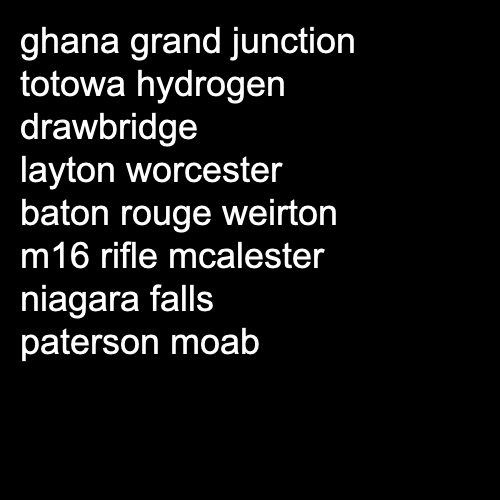 ghana grand junction
totowa hydrogen
drawbridge
layton worcester
baton rouge weirton
m16 rifle mcalester
niagara falls
paterson moab